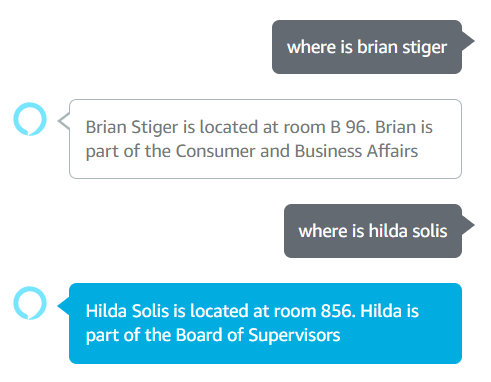 where is brian stiger
Brian Stiger is located at room B 96. Brian is
part of the Consumer and Business Affairs
where is hilda solis
Hilda Solis is located at room 856. Hilda is
part of the Board of Supervisors